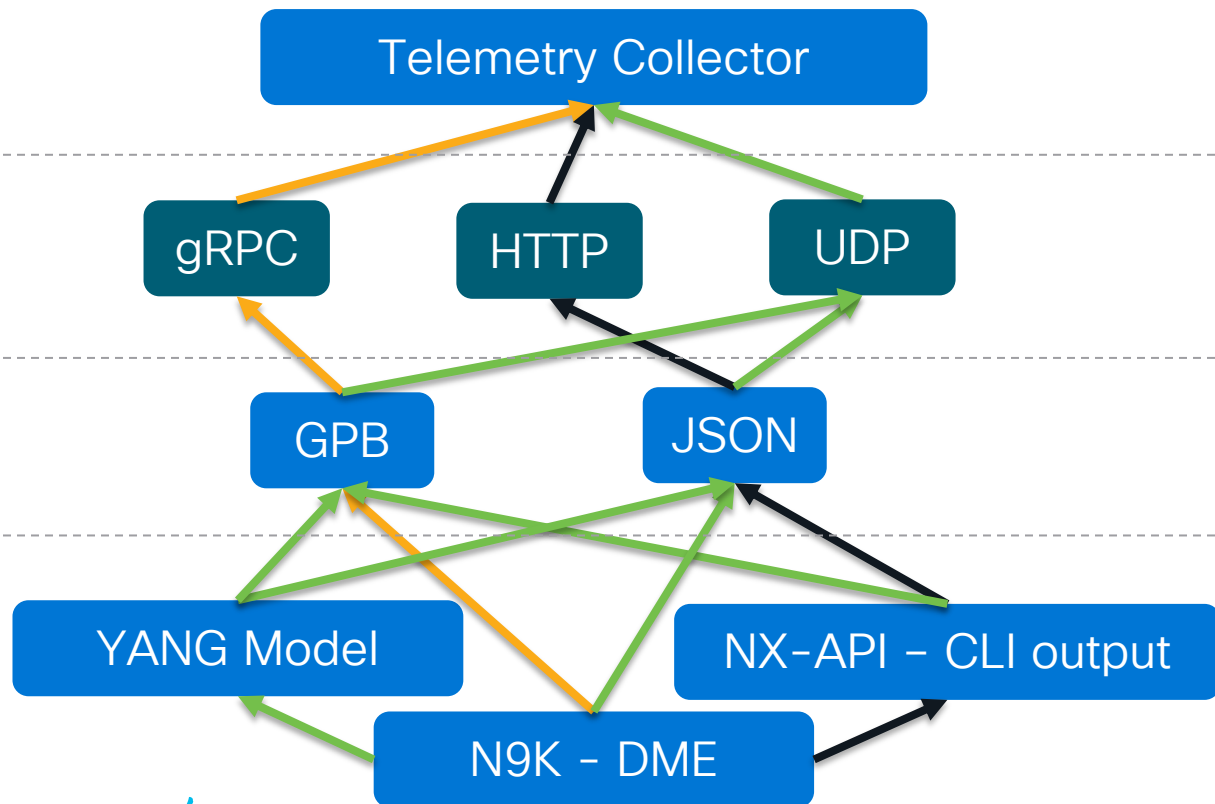 Telemetry Collector
gRPC
HTTP
UDP
GPB
JSON
YANG Model
NX-API – CLI output
N9K - DME